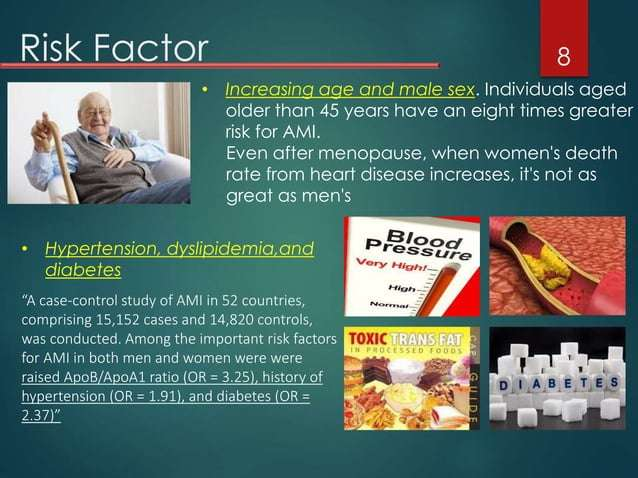 Risk Factor
8
• Increasing age and male sex. Individuals aged
older than 45 years have an eight times greater
risk for AMI.
Even after menopause, when women's death
rate from heart disease increases, it's not as
great as men's
• Hypertension, dyslipidemia,and
diabetes
“A case-control study of AMI in 52 countries,
comprising 15,152 cases and 14,820 controls,
was conducted. Among the important risk factors
for AMI in both men and women were were
raised ApoB/ApoA1 ratio (OR = 3.25), history of
hypertension (OR = 1.91), and diabetes (OR =
2.37)”
Blood
Pressure
Very High!
High
Normal
TOXIC TRANS FAT
IN PROCESSED FOODS
GUIDE
DIABETES